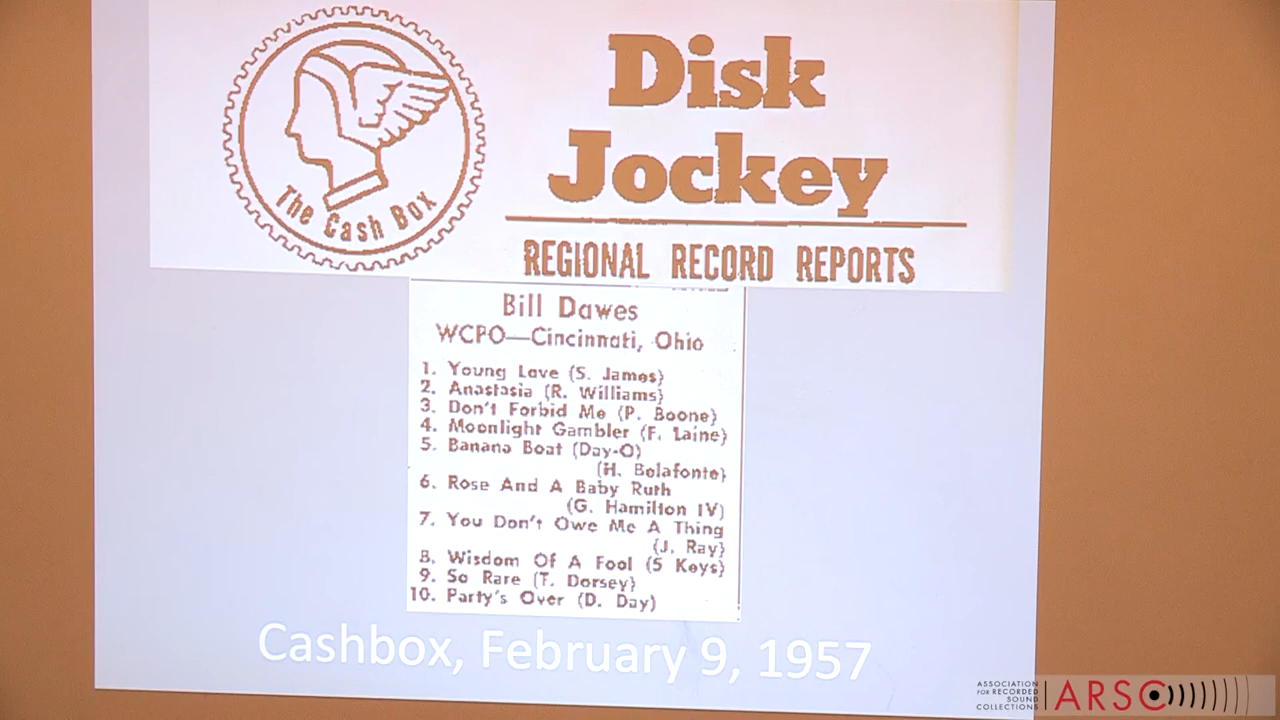 Disk
Jockey
The Cash Box
REGIONAL RECORD REPORTS
Bill Dawes
WCPO—Cincinnati, Ohio
1. Young Love (S. James)
2. Anastasia (R. Williams)
3. Don't Forbid Me (P. Boone)
4. Moonlight Gambler (F. Laine)
5. Banana Boat (Day-O)
(H. Belafonte)
6. Rose And A Baby Ruth
(G. Hamilton IV)
7. You Don't Owe Me A Thing
(J. Ray)
8. Wisdom Of A Fool (5 Keys)
9. So Rare (T. Dorsey)
10. Party's Over (D. Day)
Cashbox, February 9, 1957
ASSOCIATION
FOR RECORDED
SOUND
COLLECTIONS
ARSC